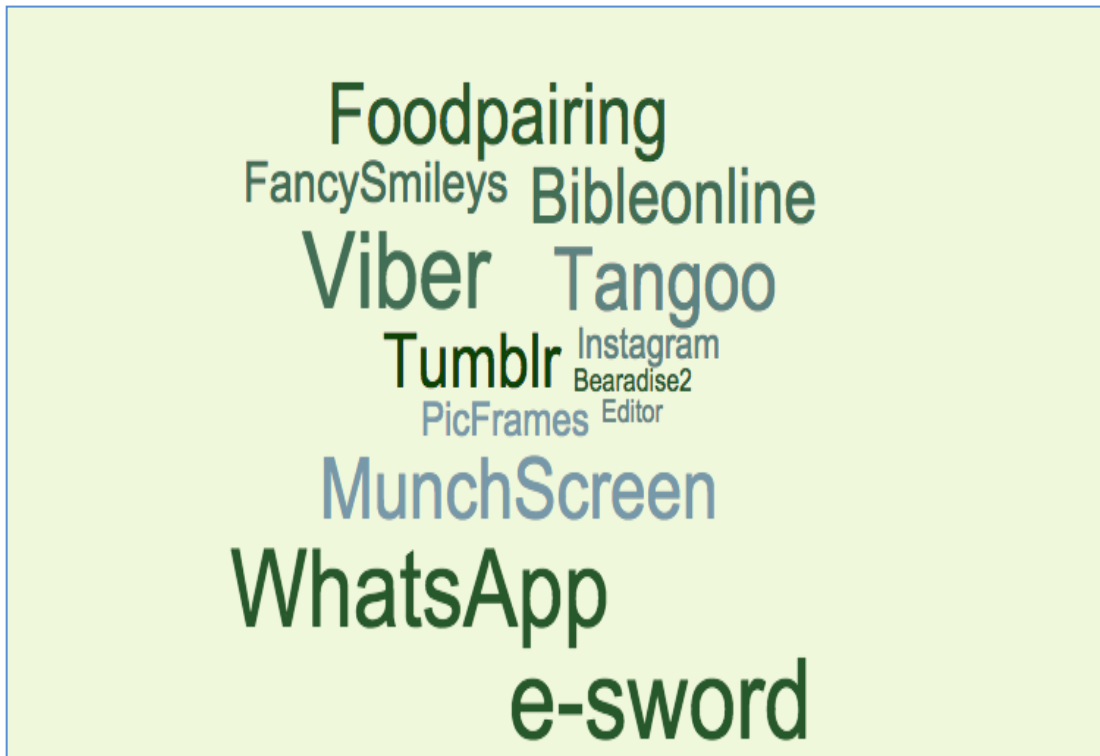 Foodpairing
FancySmileys Bibleonline
Viber Tangoo
Tumblr Instagram
Bearadise2
PicFrames Editor
MunchScreen
WhatsApp
e-sword